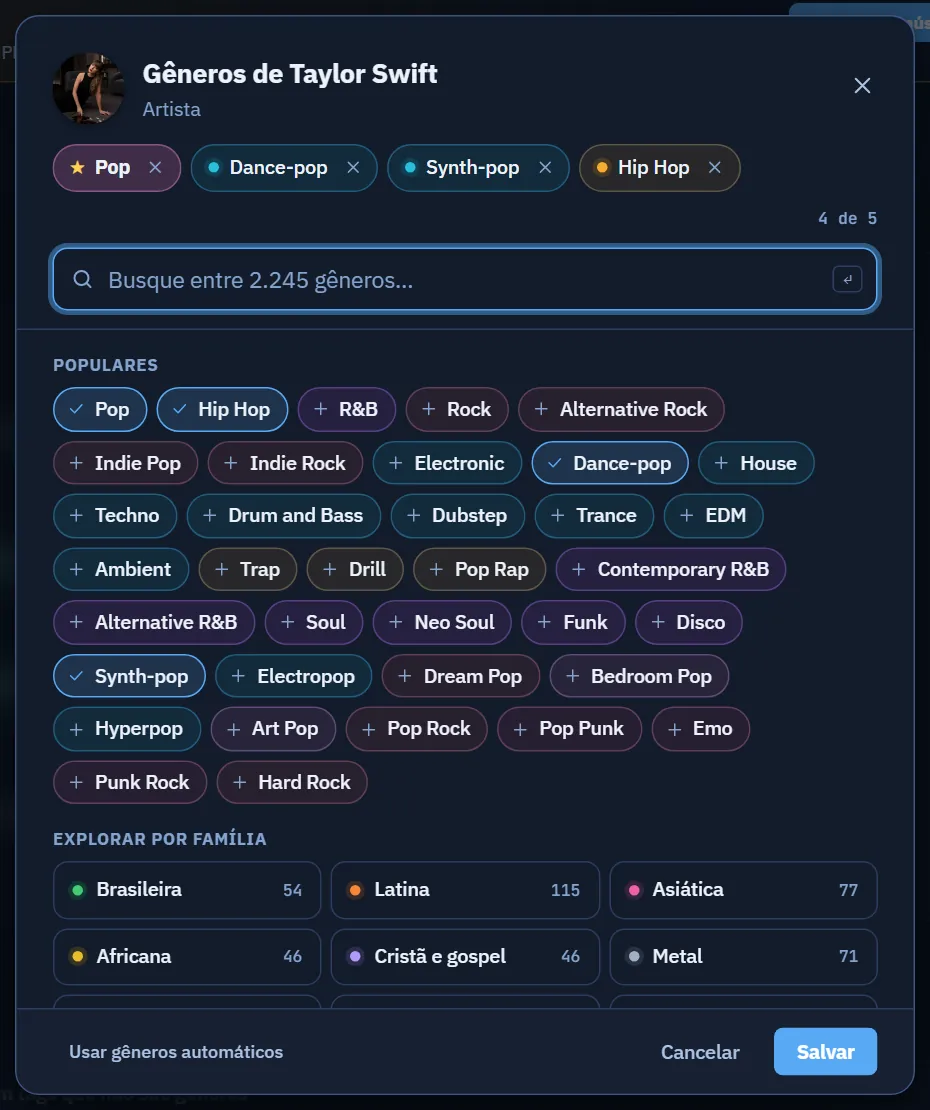 Gêneros de Taylor Swift
Artista
Pop Dance-pop Synth-pop Hip Hop
4 de 5
Busque entre 2.245 gêneros...
POPULARES
Pop Hip Hop R&B Rock Alternative Rock
Indie Pop Indie Rock Electronic Dance-pop House
Techno Drum and Bass Dubstep Trance EDM
Ambient Trap Drill Pop Rap Contemporary R&B
Alternative R&B Soul Neo Soul Funk Disco
Synth-pop Electropop Dream Pop Bedroom Pop
Hyperpop Art Pop Pop Rock Pop Punk Emo
Punk Rock Hard Rock
EXPLORAR POR FAMÍLIA
Brasileira 54 Latina 115 Asiática 77
Africana 46 Cristã e gospel 46 Metal 71
Usar gêneros automáticos Cancelar Salvar